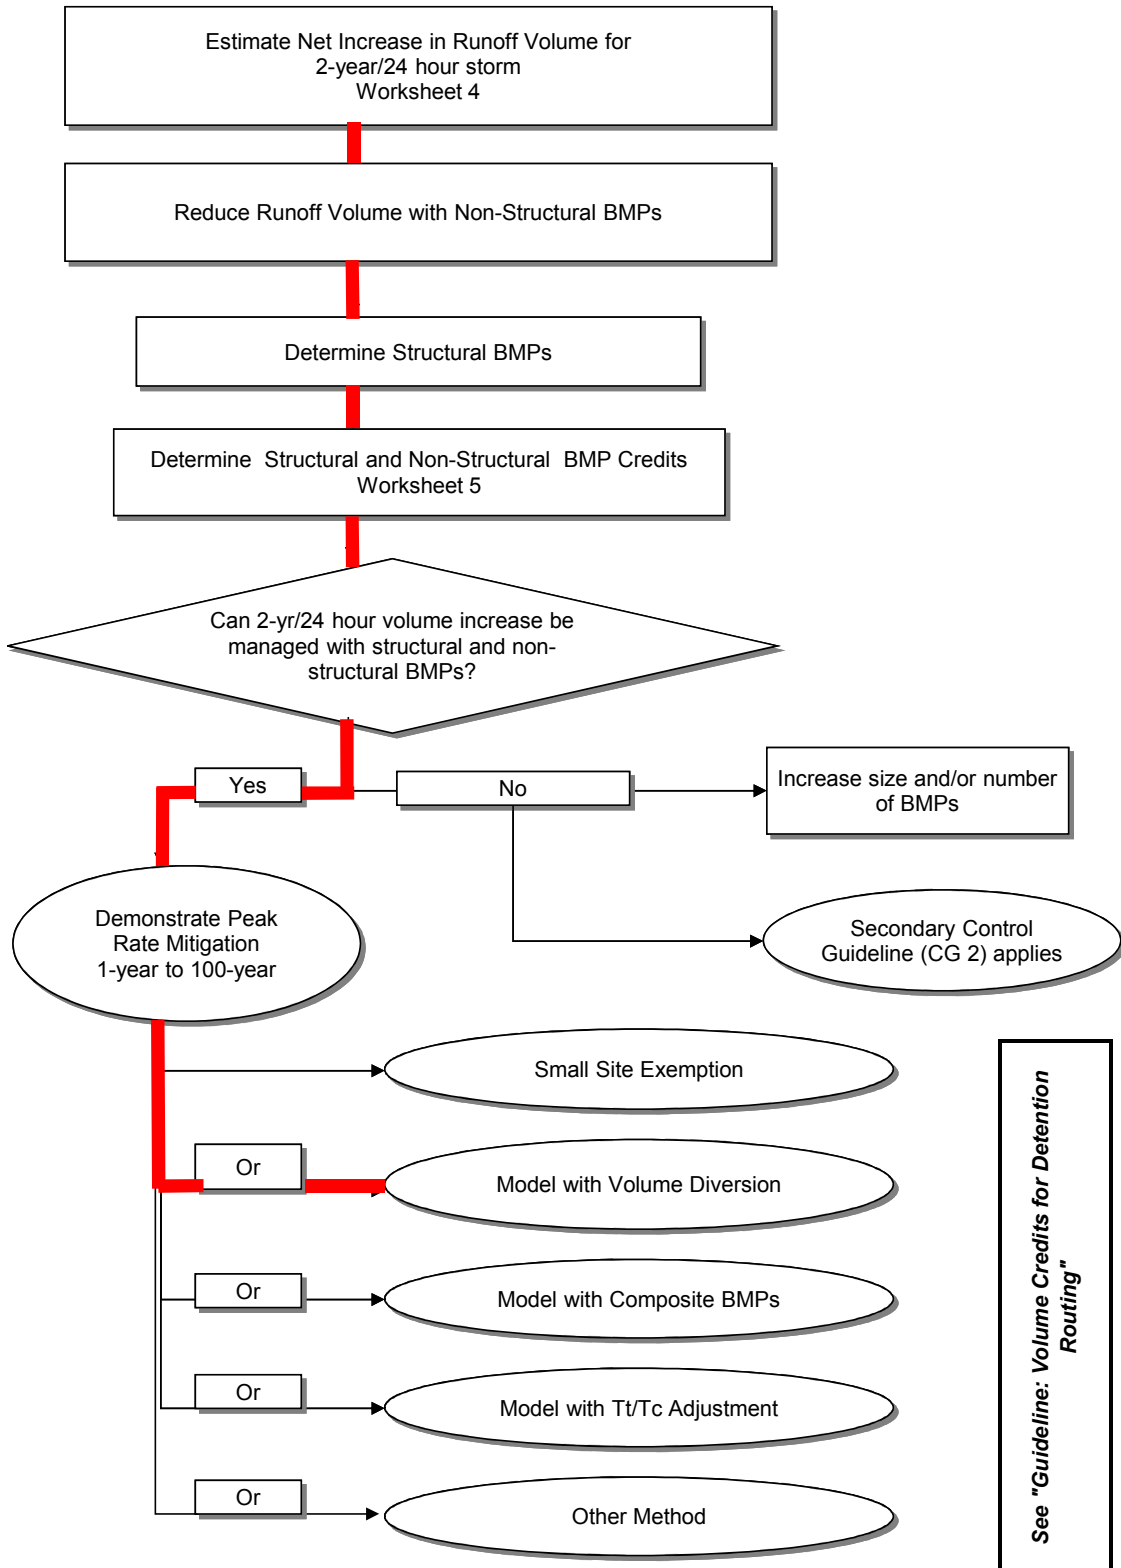 Estimate Net Increase in Runoff Volume for
2-year/24 hour storm
Worksheet 4
Reduce Runoff Volume with Non-Structural BMPs
Determine Structural BMPs
Determine Structural and Non-Structural BMP Credits
Worksheet 5
Can 2-yr/24 hour volume increase be
managed with structural and non-
structural BMPs?
Yes
No
Increase size and/or number
of BMPs
Demonstrate Peak
Rate Mitigation
1-year to 100-year
Secondary Control
Guideline (CG 2) applies
Small Site Exemption
Or
Model with Volume Diversion
Or
Model with Composite BMPs
Or
Model with Tt/Tc Adjustment
Or
Other Method
See "Guideline: Volume Credits for Detention
Routing"